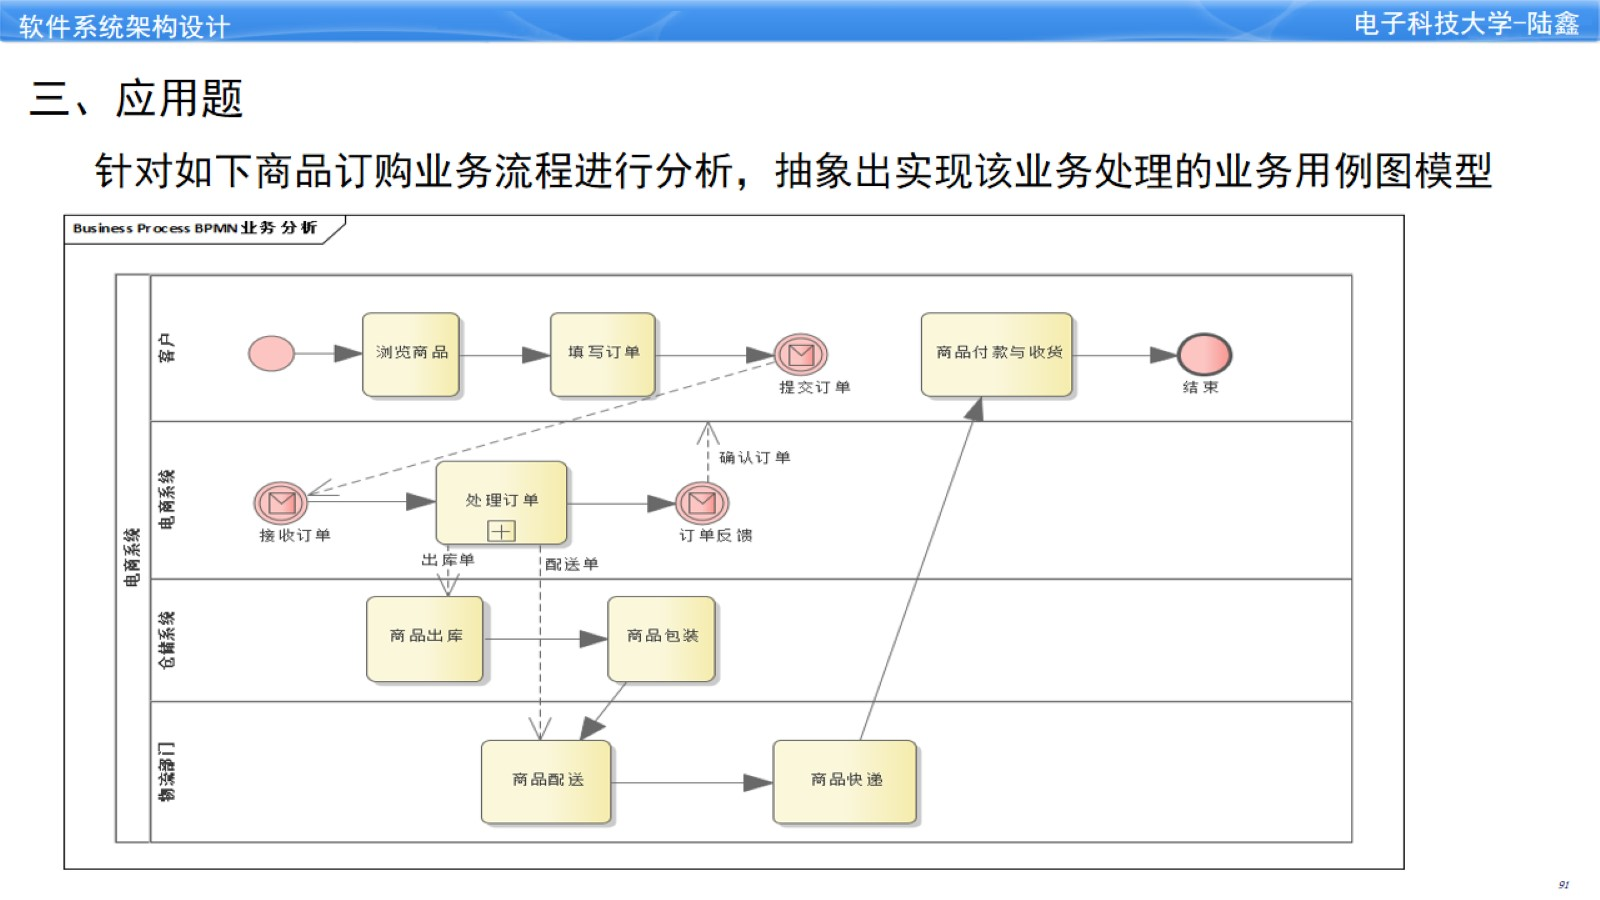 软件系统架构设计
电子科技大学-陆鑫
三、应用题
针对如下商品订购业务流程进行分析，抽象出实现该业务处理的业务用例图模型
Business Process BPMN业务分析
电商系统
客户
浏览商品
填写订单
提交订单
商品付款与收货
结束
电商系统
接收订单
处理订单
订单反馈
确认订单
出库单
配送单
仓储系统
商品出库
商品包装
物流部门
商品配送
商品快递
91